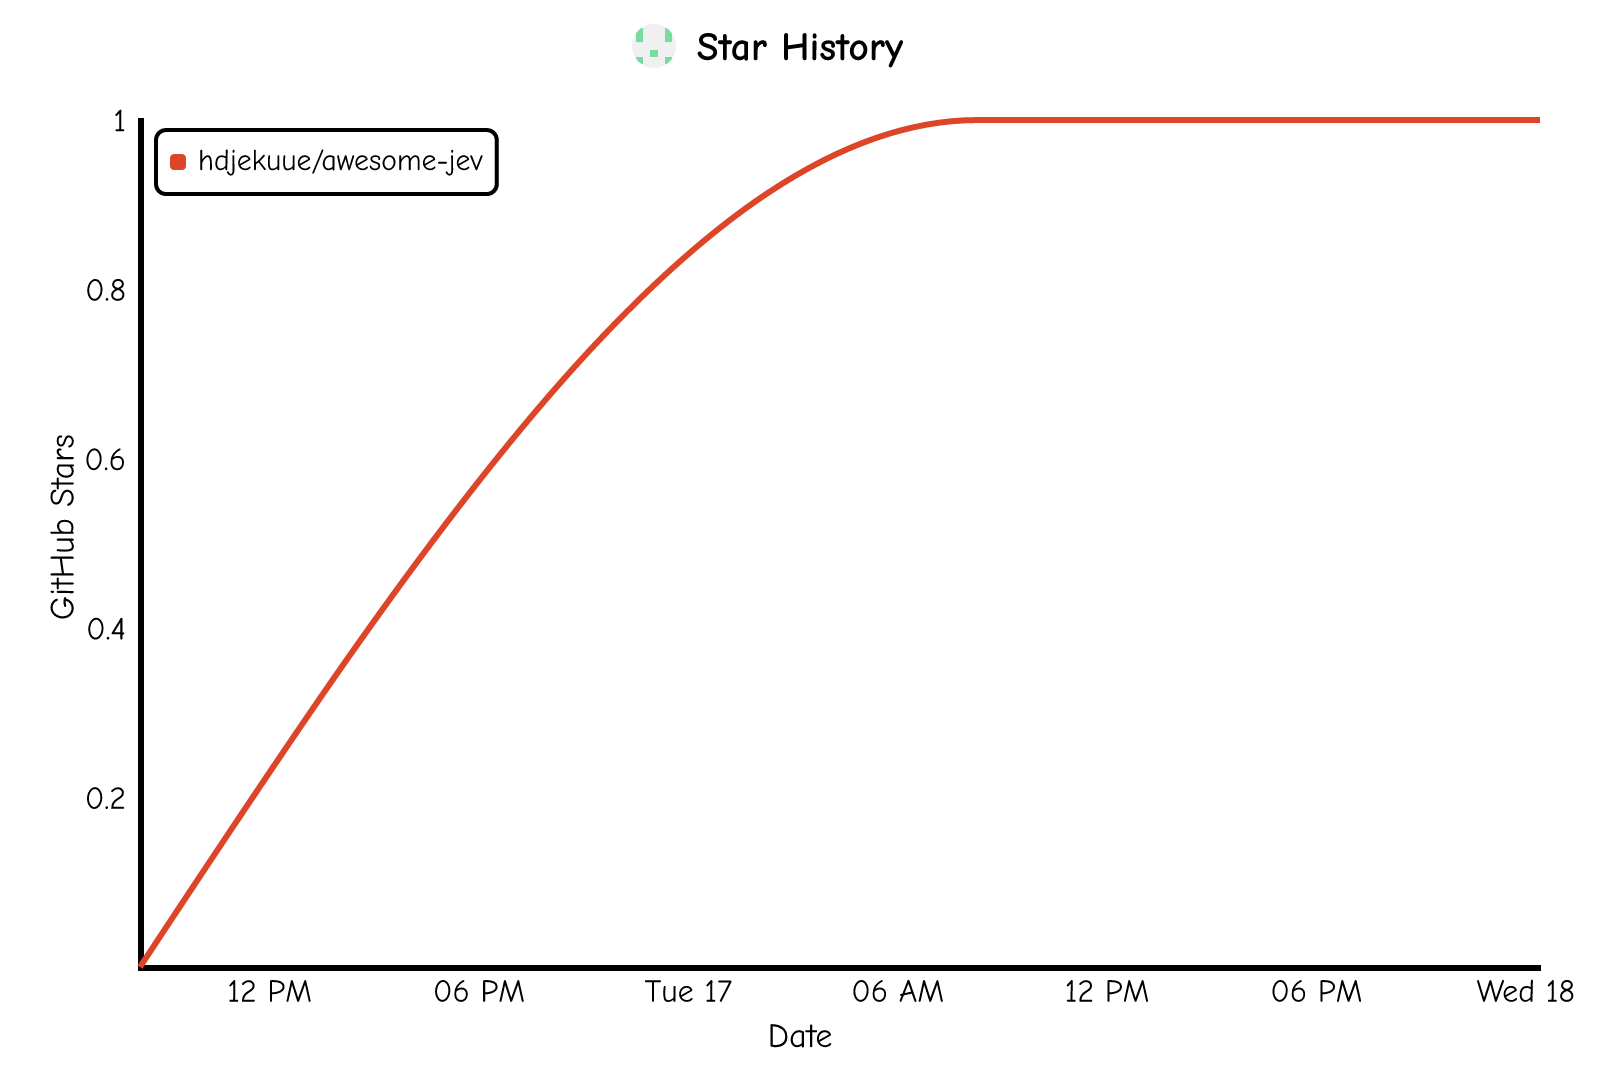 Star History
hdjekuue/awesome-jev
1
0.8
0.6
0.4
0.2
GitHub Stars
12 PM
06 PM
Tue 17
06 AM
12 PM
06 PM
Wed 18
Date